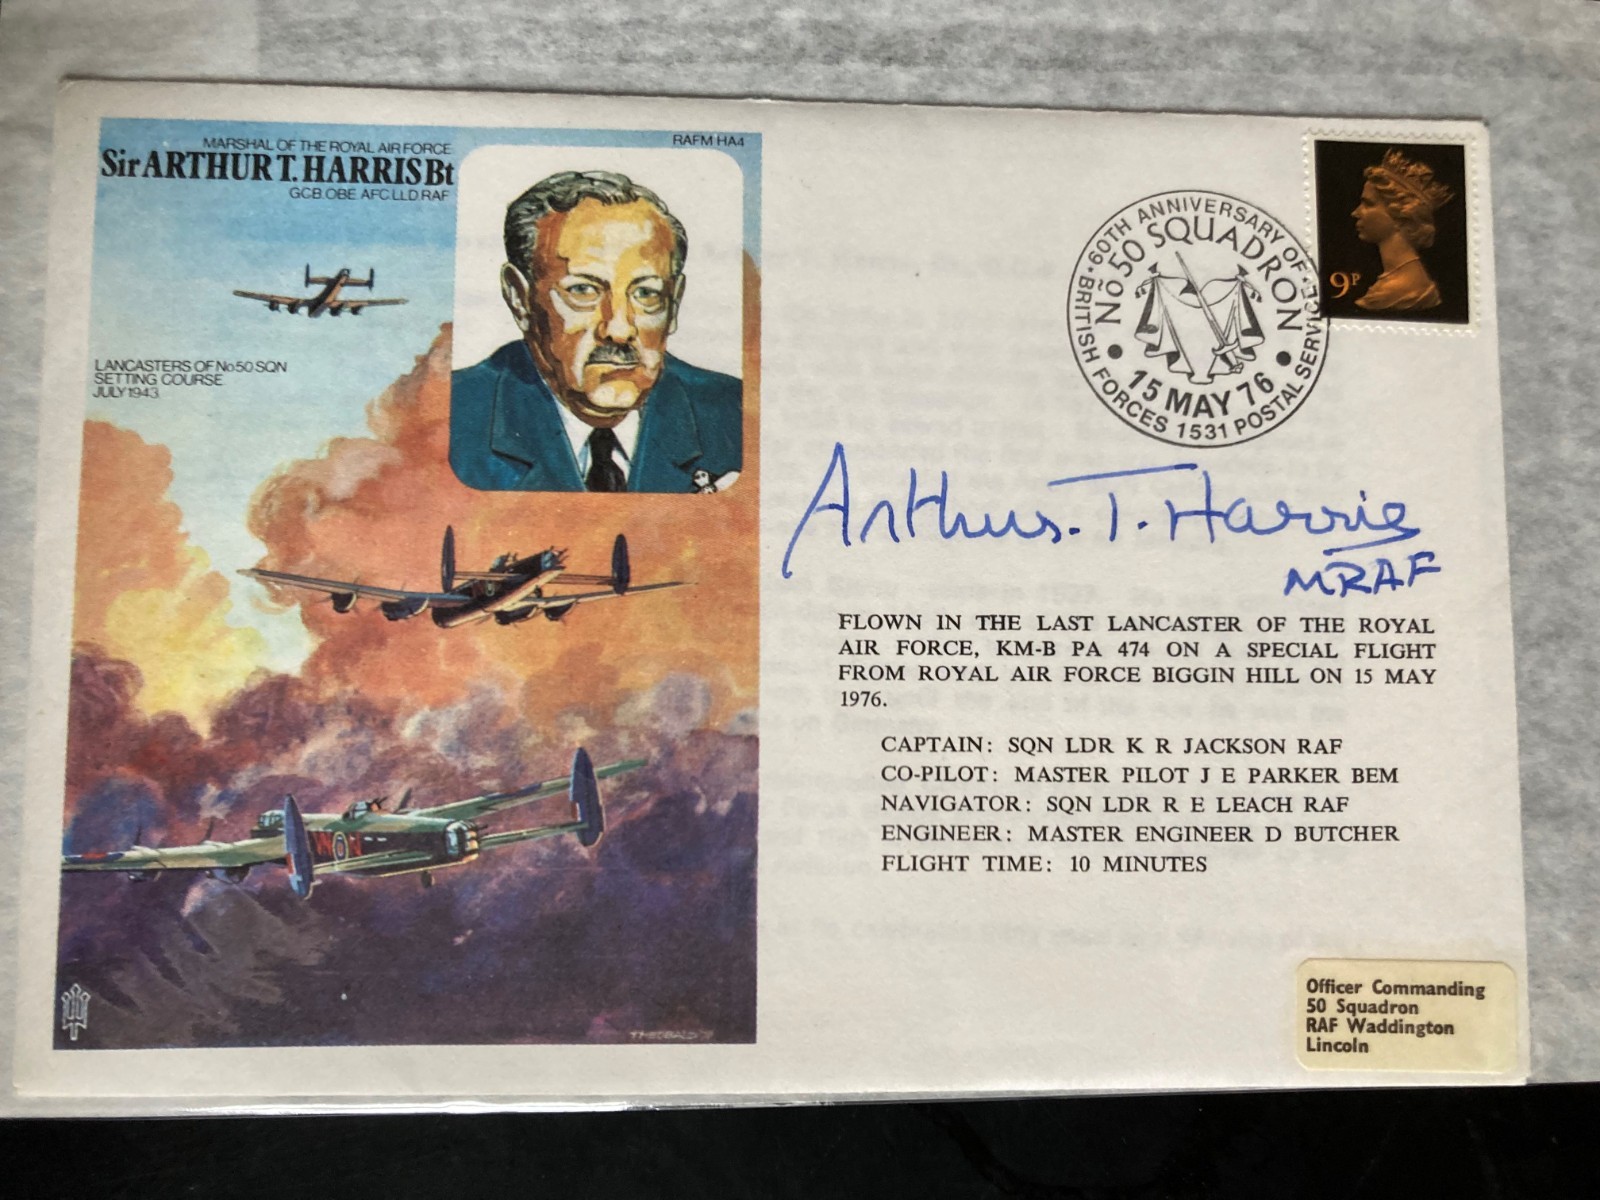 MARSHAL OF THE ROYAL AIR FORCE
Sir ARTHUR T. HARRIS Bt
GCB. OBE. AFC. LLD. RAF
RAFM HA4
LANCASTERS OF No 50 SQN
SETTING COURSE
JULY 1943
60TH ANNIVERSARY OF
No 50 SQUADRON
15 MAY 76
BRITISH FORCES 1531 POSTAL SERVICE
9P
Arthur. T. Harris
MRAF
FLOWN IN THE LAST LANCASTER OF THE ROYAL
AIR FORCE, KM-B PA 474 ON A SPECIAL FLIGHT
FROM ROYAL AIR FORCE BIGGIN HILL ON 15 MAY
1976.
CAPTAIN: SQN LDR K R JACKSON RAF
CO-PILOT: MASTER PILOT J E PARKER BEM
NAVIGATOR: SQN LDR R E LEACH RAF
ENGINEER: MASTER ENGINEER D BUTCHER
FLIGHT TIME: 10 MINUTES
Officer Commanding
50 Squadron
RAF Waddington
Lincoln